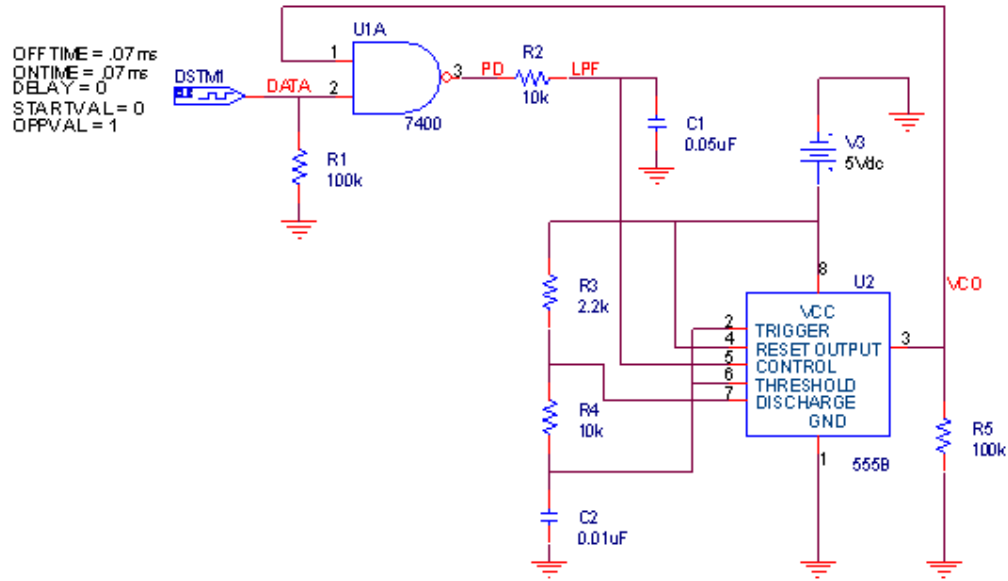 OFFTIME = .07ms
ONTIME = .07ms
DELAY = 0
STARTVAL = 0
OPPVAL = 1
DSTM1
DATA
U1A
1
2
3
7400
PD
R2
10k
LPF
R1
100k
C1
0.05uF
V3
5Vdc
R3
2.2k
R4
10k
C2
0.01uF
8
U2
VCC
2
TRIGGER
4
RESET
OUTPUT
3
5
CONTROL
6
THRESHOLD
7
DISCHARGE
GND
1
555B
VCO
R5
100k